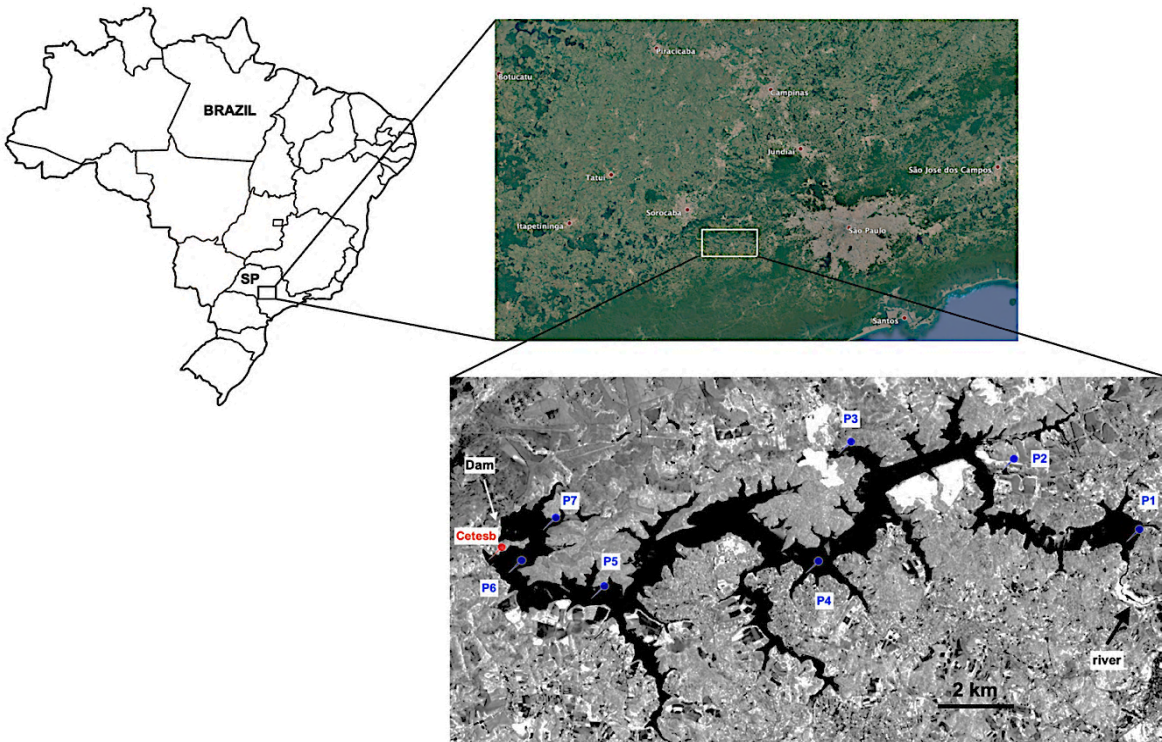 BRAZIL
SP
Piracicaba
Botucatu
Campinas
Jundiaí
São José dos Campos
Tatuí
Sorocaba
Itapetininga
São Paulo
Santos
P3
P2
Dam
P7
P1
Cetesb
P6
P5
P4
river
2 km